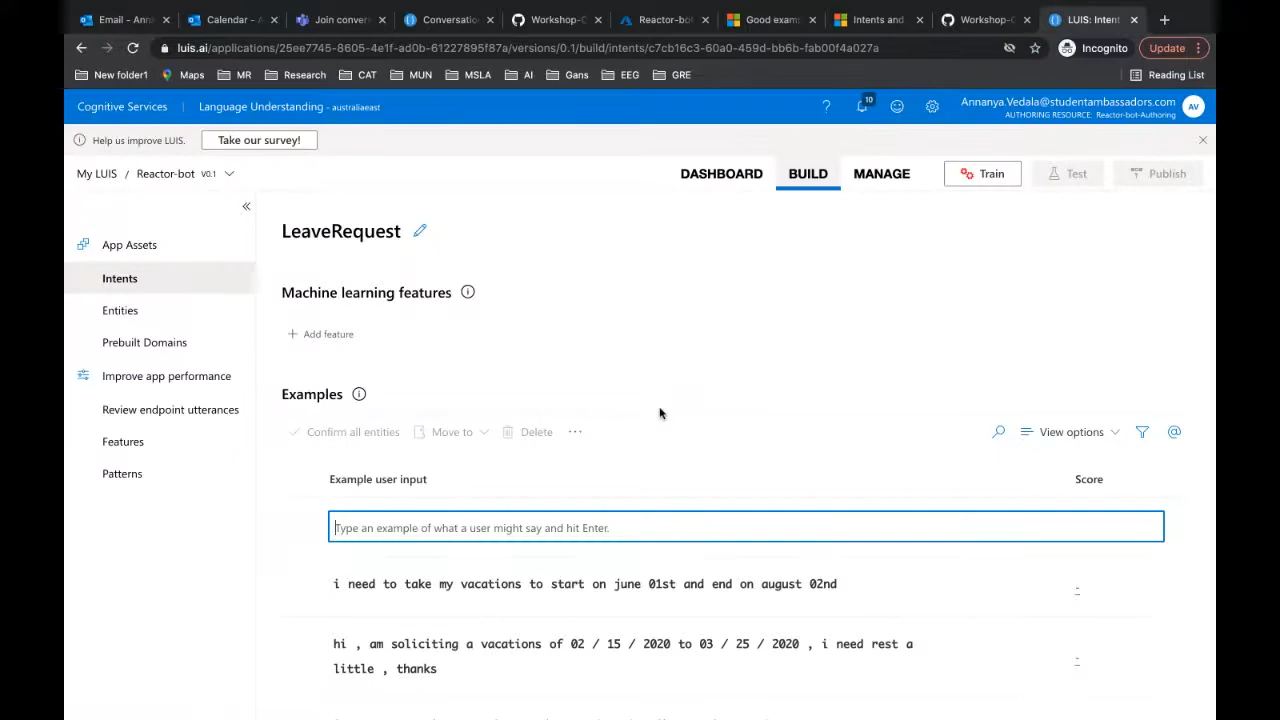 Email - Ann
Calendar - A
Join conver
Conversatio
Workshop-C
Reactor-bo
Good exam
Intents and
Workshop-C
LUIS: Intent
luis.ai/applications/25ee7745-8605-4e1f-ad0b-61227895f87a/versions/0.1/build/intents/c7cb16c3-60a0-459d-bb6b-fab00f4a027a
Incognito
Update
New folder1 Maps MR Research CAT MUN MSLA AI Gans EEG GRE Reading List
Cognitive Services | Language Understanding - australiaeast
? 10
Annanya.Vedala@studentambassadors.com AV
AUTHORING RESOURCE: Reactor-bot-Authoring
Help us improve LUIS. Take our survey!
My LUIS / Reactor-bot V0.1 DASHBOARD BUILD MANAGE Train Test Publish
LeaveRequest
App Assets
Intents
Entities
Prebuilt Domains
Improve app performance
Review endpoint utterances
Features
Patterns
Machine learning features
+ Add feature
Examples
Confirm all entities Move to Delete ... View options @
Example user input Score
Type an example of what a user might say and hit Enter.
i need to take my vacations to start on june 01st and end on august 02nd -
hi , am soliciting a vacations of 02 / 15 / 2020 to 03 / 25 / 2020 , i need rest a
little , thanks -